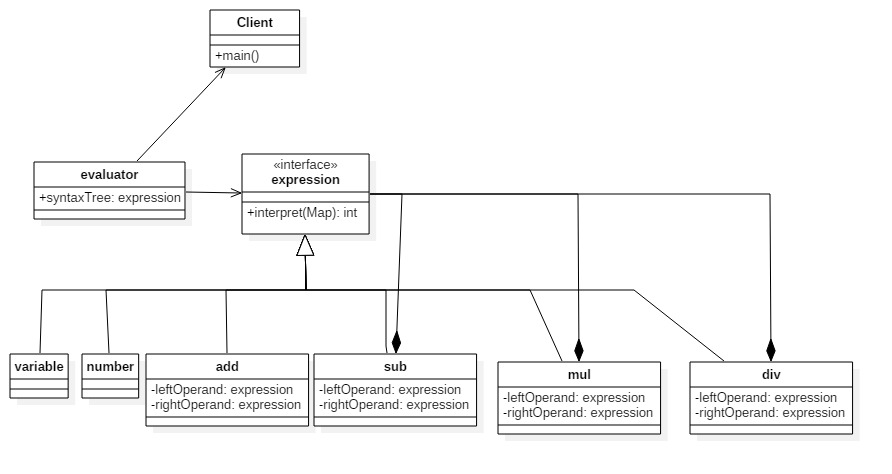 Client
+main()
evaluator
+syntaxTree: expression
«interface»
expression
+interpret(Map): int
variable
number
add
-leftOperand: expression
-rightOperand: expression
sub
-leftOperand: expression
-rightOperand: expression
mul
-leftOperand: expression
-rightOperand: expression
div
-leftOperand: expression
-rightOperand: expression